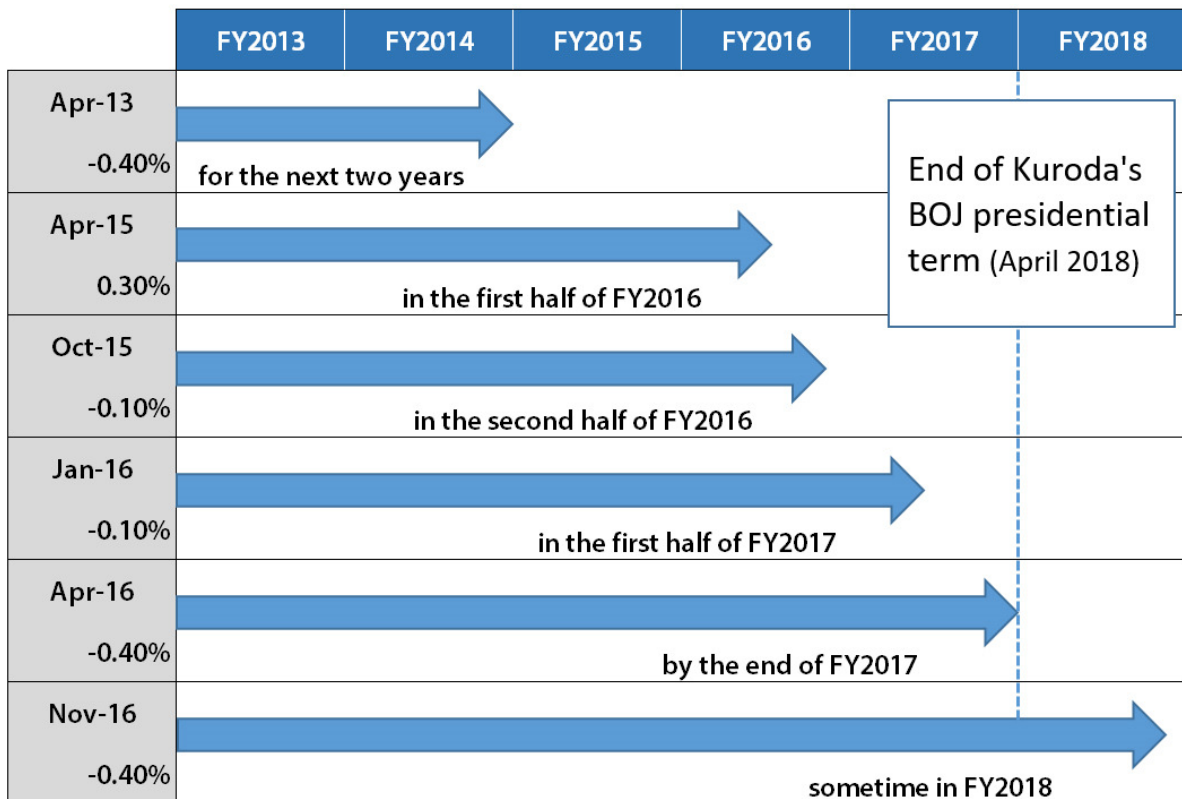 FY2013 FY2014 FY2015 FY2016 FY2017 FY2018
Apr-13
-0.40%
for the next two years
End of Kuroda's
BOJ presidential
term (April 2018)
Apr-15
0.30%
in the first half of FY2016
Oct-15
-0.10%
in the second half of FY2016
Jan-16
-0.10%
in the first half of FY2017
Apr-16
-0.40%
by the end of FY2017
Nov-16
-0.40%
sometime in FY2018